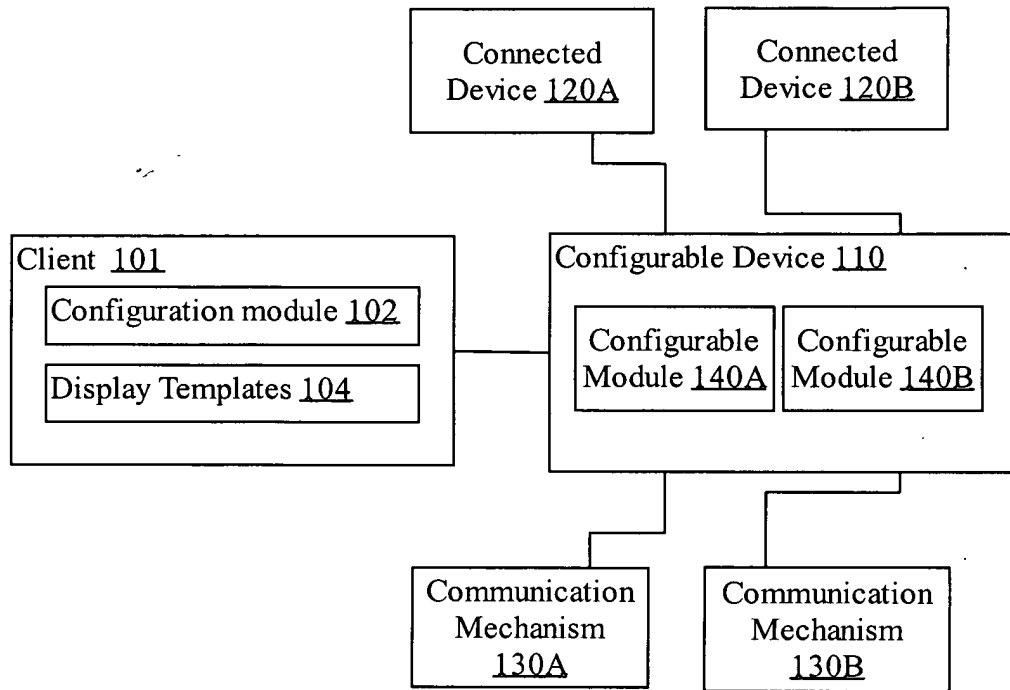 Connected
Device 120A
Connected
Device 120B
Client 101
Configuration module 102
Display Templates 104
Configurable Device 110
Configurable
Module 140A
Configurable
Module 140B
Communication
Mechanism
130A
Communication
Mechanism
130B